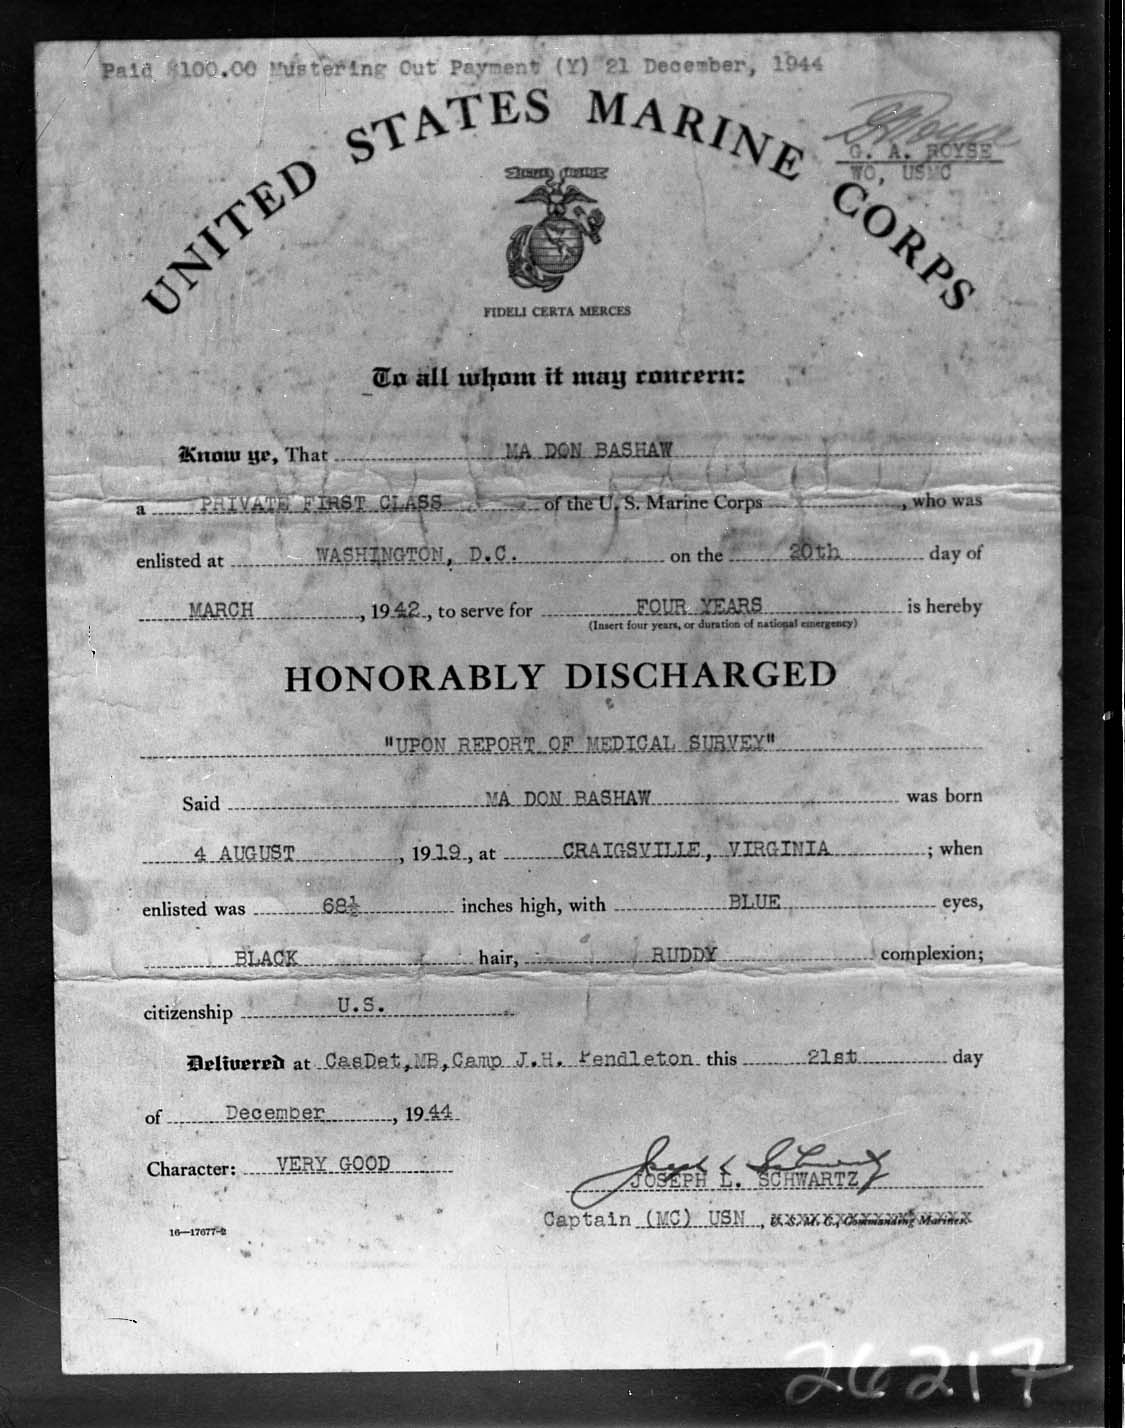 Paid $100.00 Mustering Out Payment (Y) 21 December, 1944
UNITED STATES MARINE CORPS
G. A. ROYSE
WO, USMC
SEMPER FIDELIS
FIDELI CERTA MERCES
To all whom it may concern:
Know ye, That MA DON BASHAW
a PRIVATE FIRST CLASS of the U. S. Marine Corps, who was
enlisted at WASHINGTON, D.C. on the 20th day of
MARCH, 1942, to serve for FOUR YEARS is hereby
(Insert four years, or duration of national emergency)
HONORABLY DISCHARGED
"UPON REPORT OF MEDICAL SURVEY"
Said MA DON BASHAW was born
4 AUGUST, 1919, at CRAIGSVILLE, VIRGINIA; when
enlisted was 68½ inches high, with BLUE eyes,
BLACK hair, RUDDY complexion;
citizenship U.S.
Delivered at CasDet,MB,Camp J.H. Pendleton this 21st day
of December, 1944
Character: VERY GOOD
Joseph L Schwartz
JOSEPH L. SCHWARTZ
Captain (MC) USN, U. S. M. C., Commanding Marines.
16—17677-2
26217